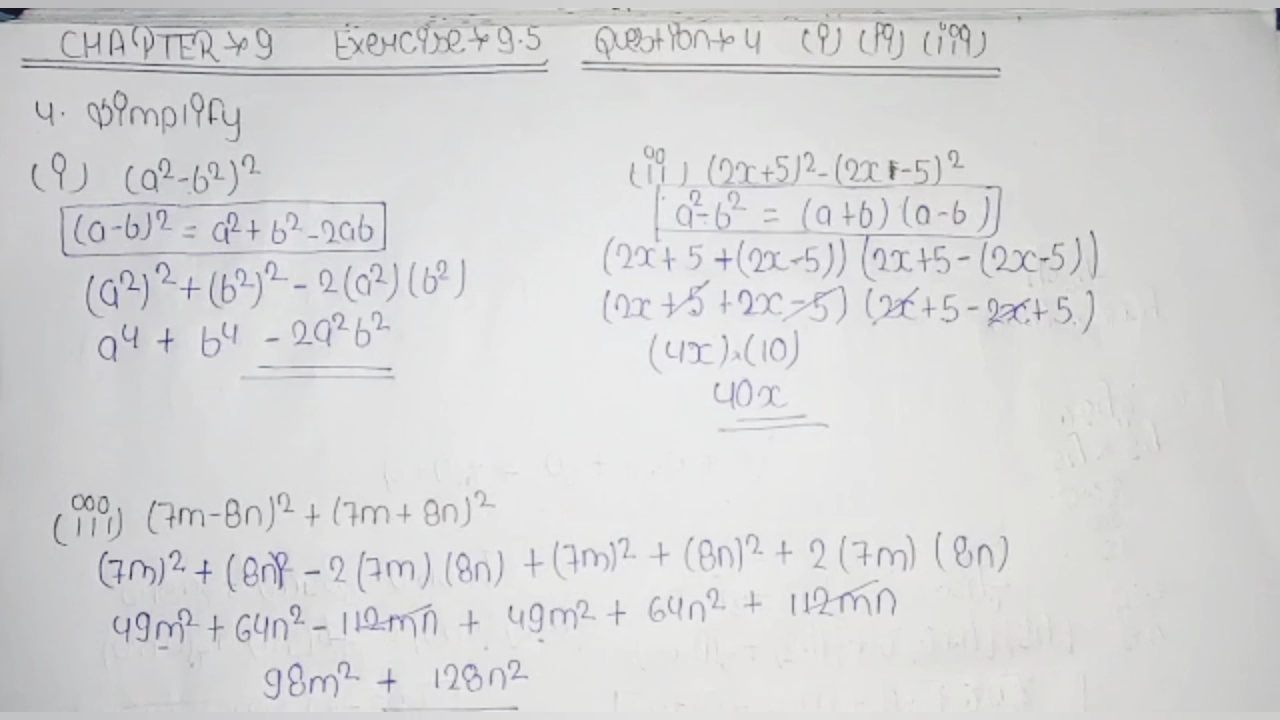 CHAPTER → 9 Exercise → 9.5 Question → 4 (i) (ii) (iii)
4. Simplify
(i) (a²-b²)²
(a-b)² = a²+b²-2ab
(a²)²+(b²)²-2(a²)(b²)
a⁴ + b⁴ - 2a²b²
(ii) (2x+5)²-(2x-5)²
a²-b² = (a+b)(a-b)
(2x+5+(2x-5))(2x+5-(2x-5))
(2x+5+2x-5)(2x+5-2x+5)
(4x).(10)
40x
(iii) (7m-8n)²+(7m+8n)²
(7m)²+(8n)²-2(7m)(8n)+(7m)²+(8n)²+2(7m)(8n)
49m²+64n²-112mn+49m²+64n²+112mn
98m² + 128n²